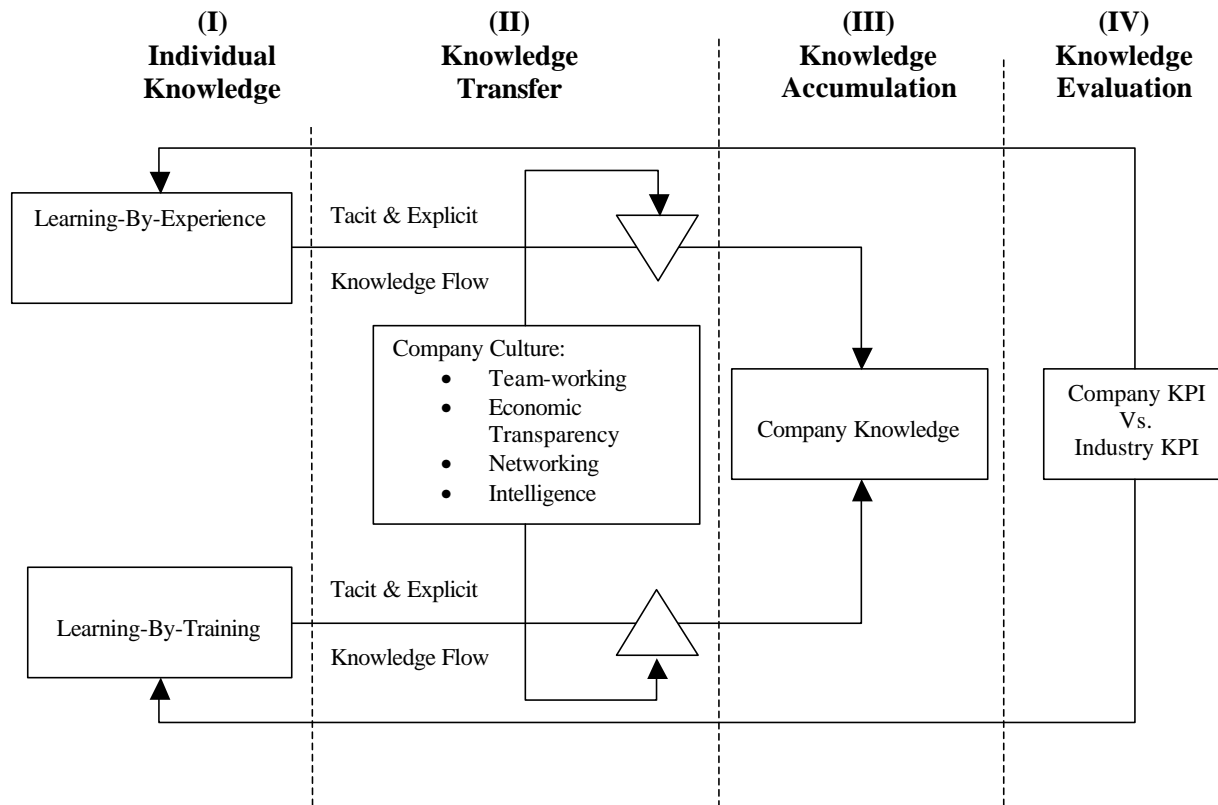 (I)
Individual
Knowledge
(II)
Knowledge
Transfer
(III)
Knowledge
Accumulation
(IV)
Knowledge
Evaluation
Learning-By-Experience
Tacit & Explicit
Knowledge Flow
Company Culture:
• Team-working
• Economic
Transparency
• Networking
• Intelligence
Company Knowledge
Company KPI
Vs.
Industry KPI
Learning-By-Training
Tacit & Explicit
Knowledge Flow